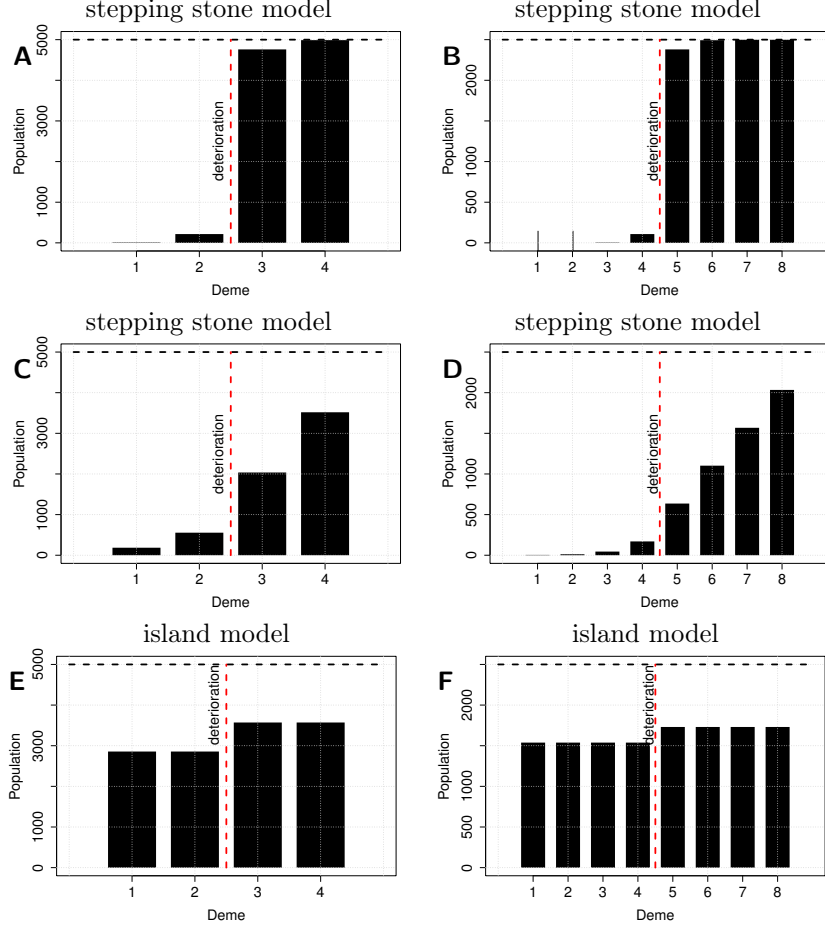 stepping stone model
A
Population
0
1000
3000
5000
deterioration
1 2 3 4
Deme
stepping stone model
B
Population
0
500
1000
2000
deterioration
1 2 3 4 5 6 7 8
Deme
stepping stone model
C
Population
0
1000
3000
5000
deterioration
1 2 3 4
Deme
stepping stone model
D
Population
0
500
1000
2000
deterioration
1 2 3 4 5 6 7 8
Deme
island model
E
Population
0
1000
3000
5000
deterioration
1 2 3 4
Deme
island model
F
Population
0
500
1000
2000
deterioration
1 2 3 4 5 6 7 8
Deme